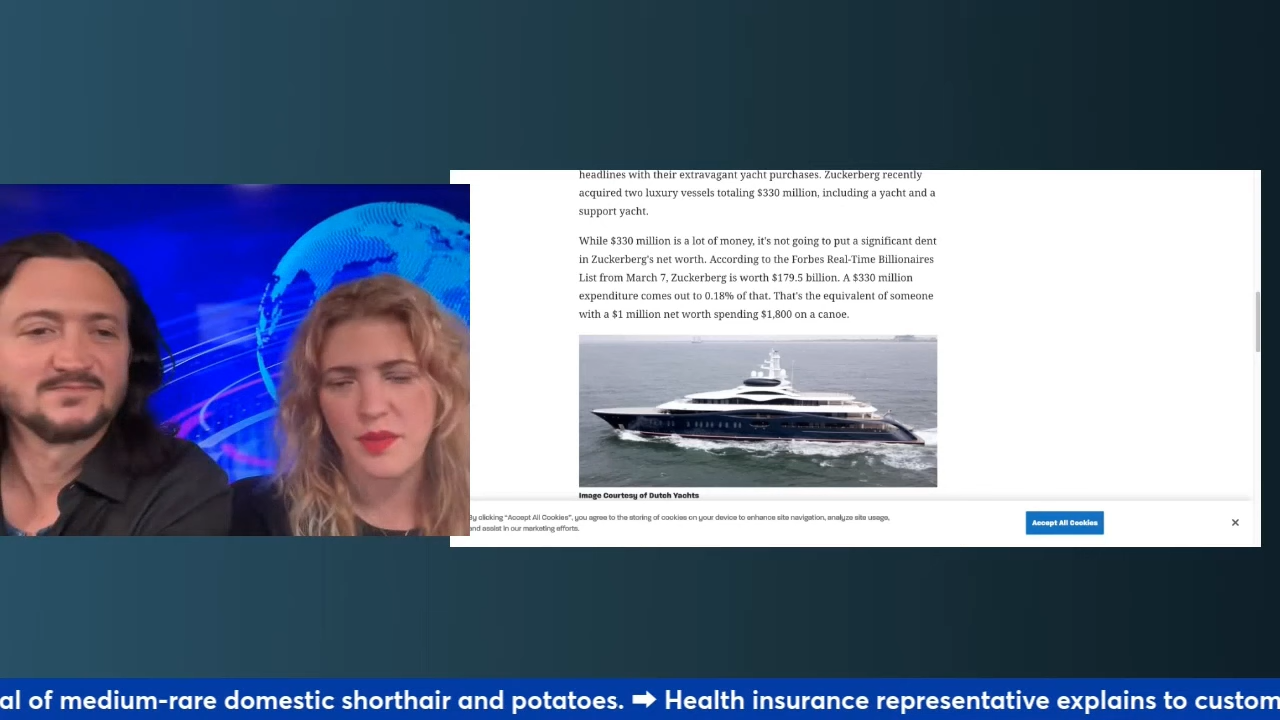 headlines with their extravagant yacht purchases. Zuckerberg recently
acquired two luxury vessels totaling $330 million, including a yacht and a
support yacht.
While $330 million is a lot of money, it's not going to put a significant dent
in Zuckerberg's net worth. According to the Forbes Real-Time Billionaires
List from March 7, Zuckerberg is worth $179.5 billion. A $330 million
expenditure comes out to 0.18% of that. That's the equivalent of someone
with a $1 million net worth spending $1,800 on a canoe.
Image Courtesy of Dutch Yachts
By clicking “Accept All Cookies”, you agree to the storing of cookies on your device to enhance site navigation, analyze site usage,
and assist in our marketing efforts.
Accept All Cookies
al of medium-rare domestic shorthair and potatoes. ➡ Health insurance representative explains to custom